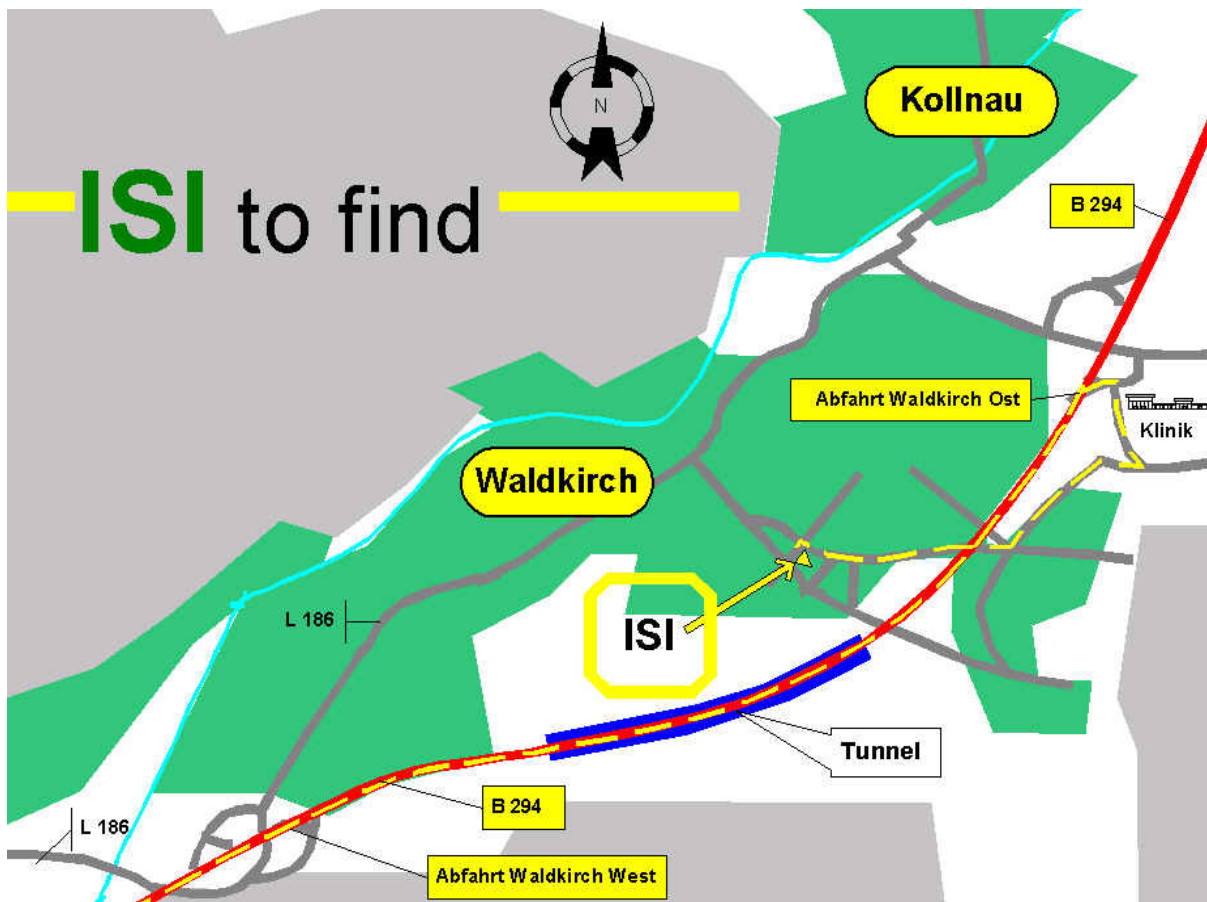 Kollnau
N
ISI to find
B 294
Abfahrt Waldkirch Ost
Klinik
Waldkirch
L 186
ISI
Tunnel
B 294
L 186
Abfahrt Waldkirch West